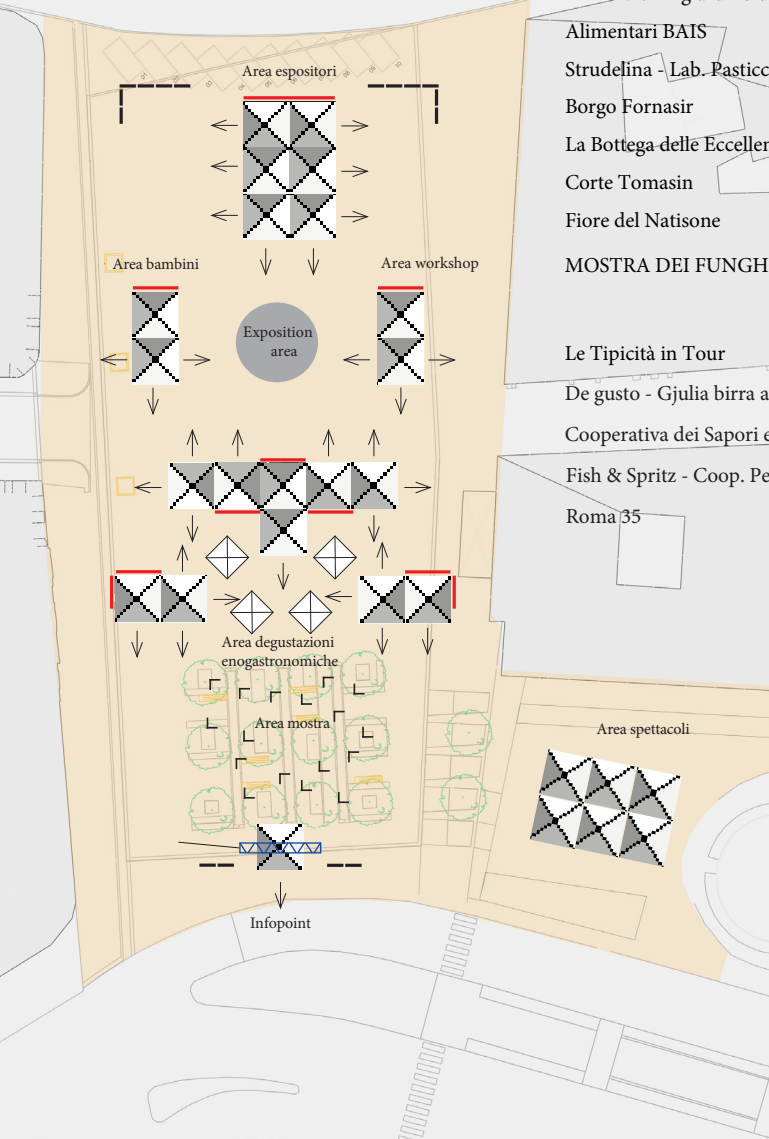 Alimentari BAIS
Strudelina - Lab. Pasticc
Borgo Fornasir
La Bottega delle Eccellen
Corte Tomasin
Fiore del Natisone
MOSTRA DEI FUNGH
Le Tipicità in Tour
De gusto - Gjulia birra a
Cooperativa dei Sapori e
Fish & Spritz - Coop. Pe
Roma 35
Area espositori
Area bambini
Area workshop
Exposition
area
Area degustazioni
enogastronomiche
Area mostra
Area spettacoli
Infopoint